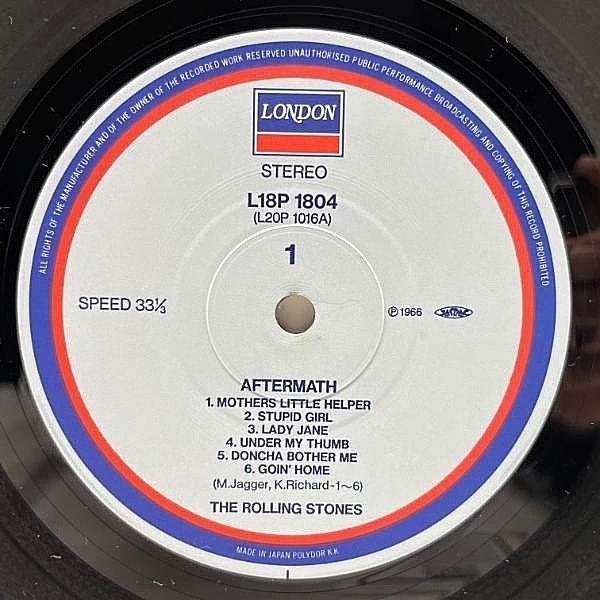 ALL RIGHTS OF THE MANUFACTURER AND OF THE OWNER OF THE RECORDED WORK RESERVED UNAUTHORISED PUBLIC PERFORMANCE BROADCASTING AND COPYING OF THIS RECORD PROHIBITED
LONDON
STEREO
L18P 1804
(L20P 1016A)
1
SPEED 33⅓
Ⓟ1966 JASRAC
AFTERMATH
1. MOTHERS LITTLE HELPER
2. STUPID GIRL
3. LADY JANE
4. UNDER MY THUMB
5. DONCHA BOTHER ME
6. GOIN' HOME
(M.Jagger, K.Richard-1～6)
THE ROLLING STONES
MADE IN JAPAN POLYDOR K.K.